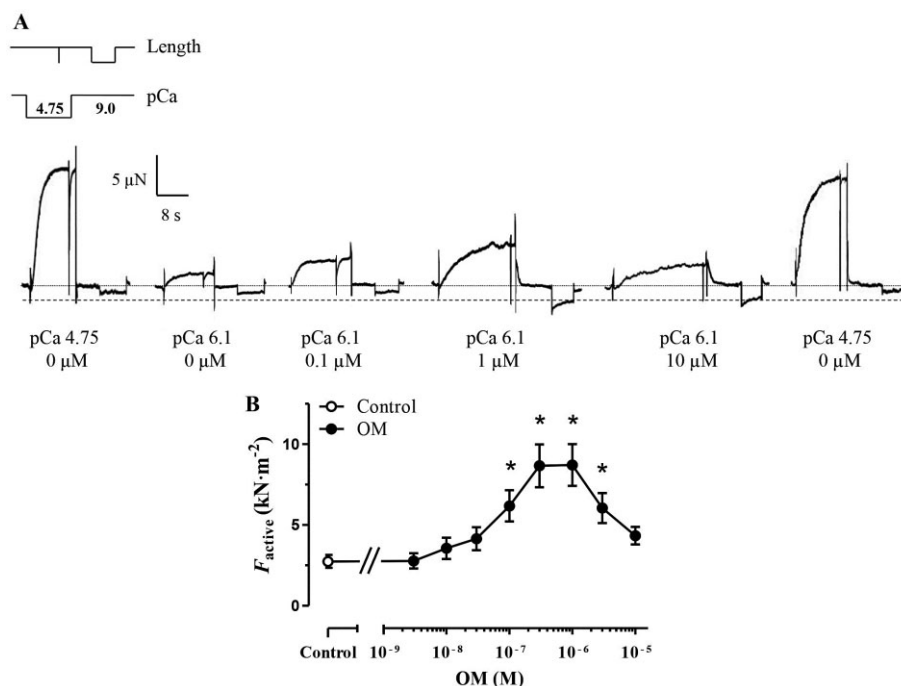 A
Length
4.75 9.0 pCa
5 µN
8 s
pCa 4.75 pCa 6.1 pCa 6.1 pCa 6.1 pCa 6.1 pCa 4.75
0 µM 0 µM 0.1 µM 1 µM 10 µM 0 µM
B
Control
OM
* *
* *
10
5
0
F active (kN·m⁻²)
Control 10⁻⁹ 10⁻⁸ 10⁻⁷ 10⁻⁶ 10⁻⁵
OM (M)